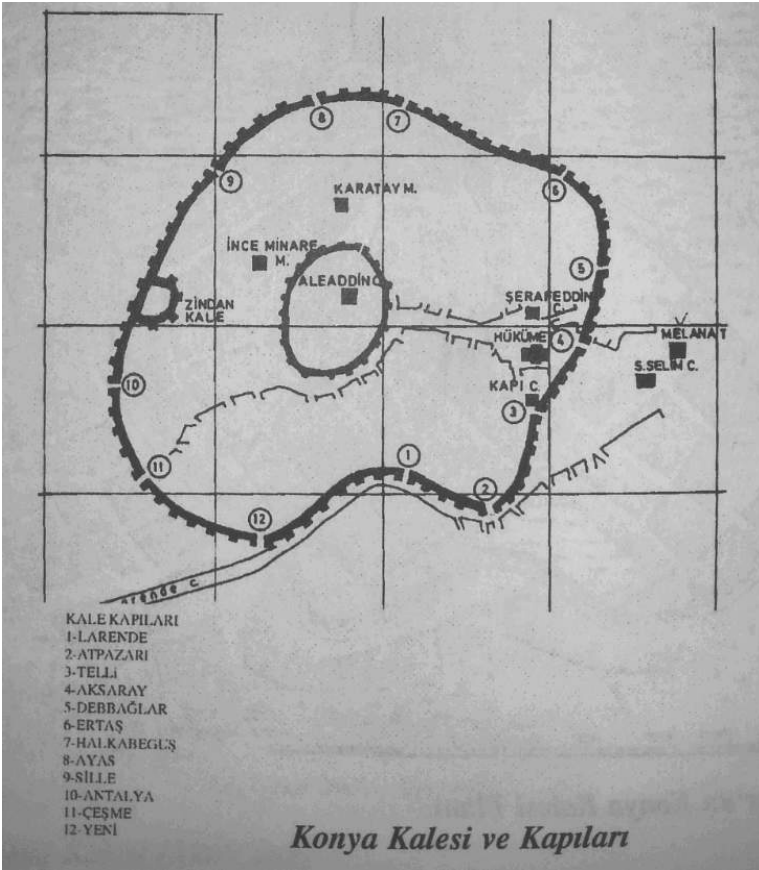 8
7
9
6
KARATAY M.
İNCE MİNARE
M.
5
ALEADDİN C.
ŞERAFEDDİN
C.
ZİNDAN
KALE
HÜKÜME
4
MELANA T
S.SELİM C.
10
KAPI C.
3
11
1
2
12
arende c.
KALE KAPILARI
1-LARENDE
2-ATPAZARI
3-TELLİ
4-AKSARAY
5-DEBBAĞLAR
6-ERTAŞ
7-HALKABEGUŞ
8-AYAS
9-SİLLE
10-ANTALYA
11-ÇEŞME
12-YENİ
Konya Kalesi ve Kapıları